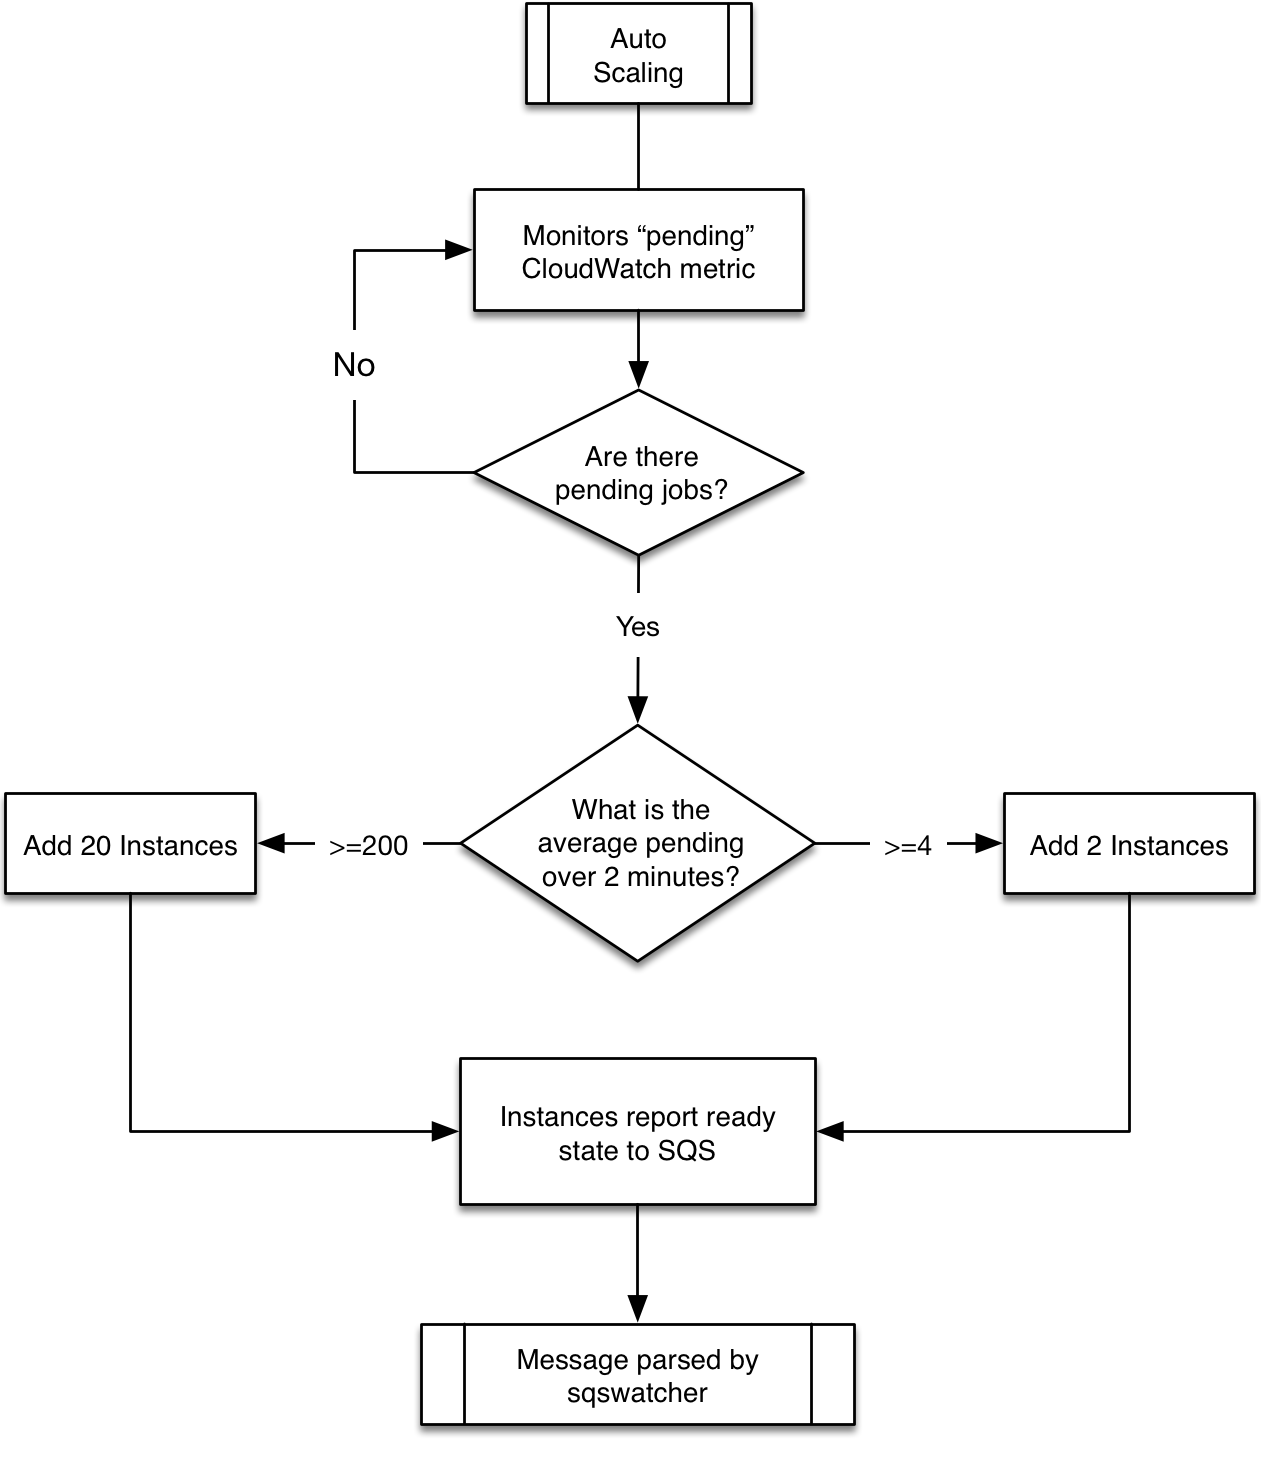 Auto
Scaling
Monitors “pending”
CloudWatch metric
No
Are there
pending jobs?
Yes
What is the
average pending
over 2 minutes?
Add 20 Instances
>=200
>=4
Add 2 Instances
Instances report ready
state to SQS
Message parsed by
sqswatcher